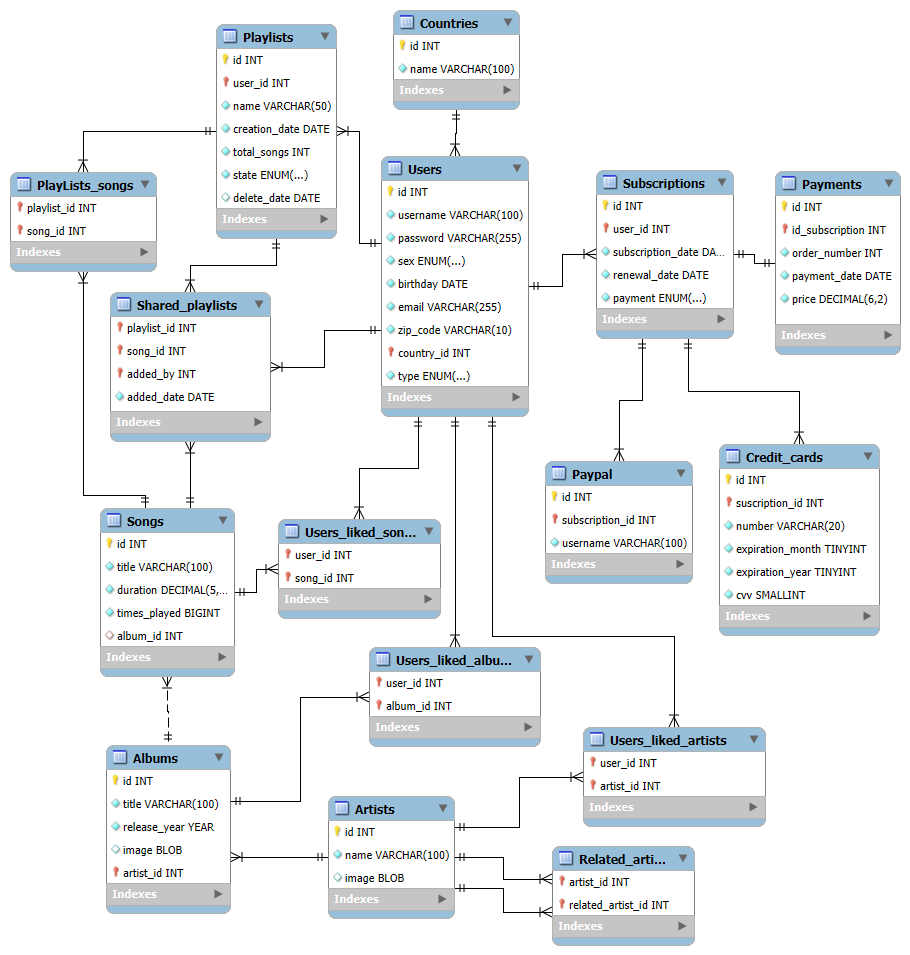 Playlists
id INT
user_id INT
name VARCHAR(50)
creation_date DATE
total_songs INT
state ENUM(...)
delete_date DATE
Indexes
Countries
id INT
name VARCHAR(100)
Indexes
PlayLists_songs
playlist_id INT
song_id INT
Indexes
Users
id INT
username VARCHAR(100)
password VARCHAR(255)
sex ENUM(...)
birthday DATE
email VARCHAR(255)
zip_code VARCHAR(10)
country_id INT
type ENUM(...)
Indexes
Subscriptions
id INT
user_id INT
subscription_date DA...
renewal_date DATE
payment ENUM(...)
Indexes
Payments
id INT
id_subscription INT
order_number INT
payment_date DATE
price DECIMAL(6,2)
Indexes
Shared_playlists
playlist_id INT
song_id INT
added_by INT
added_date DATE
Indexes
Paypal
id INT
subscription_id INT
username VARCHAR(100)
Indexes
Credit_cards
id INT
suscription_id INT
number VARCHAR(20)
expiration_month TINYINT
expiration_year TINYINT
cvv SMALLINT
Indexes
Songs
id INT
title VARCHAR(100)
duration DECIMAL(5,...
times_played BIGINT
album_id INT
Indexes
Users_liked_son...
user_id INT
song_id INT
Indexes
Users_liked_albu...
user_id INT
album_id INT
Indexes
Users_liked_artists
user_id INT
artist_id INT
Indexes
Albums
id INT
title VARCHAR(100)
release_year YEAR
image BLOB
artist_id INT
Indexes
Artists
id INT
name VARCHAR(100)
image BLOB
Indexes
Related_arti...
artist_id INT
related_artist_id INT
Indexes